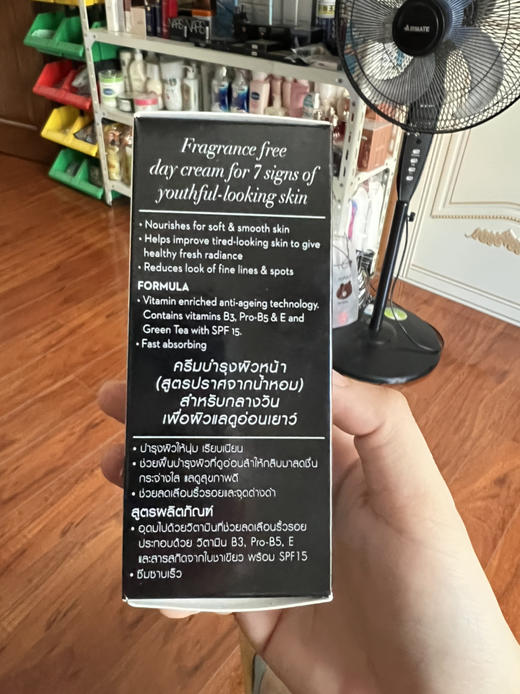 AIRMATE
Fragrance free
day cream for 7 signs of
youthful-looking skin
• Nourishes for soft & smooth skin
• Helps improve tired-looking skin to give
healthy fresh radiance
• Reduces look of fine lines & spots
FORMULA
• Vitamin enriched anti-ageing technology.
Contains vitamins B3, Pro-B5 & E and
Green Tea with SPF 15.
• Fast absorbing
ครีมบำรุงผิวหน้า
(สูตรปราศจากน้ำหอม)
สำหรับกลางวัน
เพื่อผิวแลดูอ่อนเยาว์
• บำรุงผิวให้นุ่ม เรียบเนียน
• ช่วยฟื้นบำรุงผิวที่ดูอ่อนล้าให้กลับมาสดชื่น
กระจ่างใส แลดูสุขภาพดี
• ช่วยลดเลือนริ้วรอยและจุดด่างดำ
สูตรผลิตภัณฑ์
• อุดมไปด้วยวิตามินที่ช่วยลดเลือนริ้วรอย
ประกอบด้วย วิตามิน B3, Pro-B5, E
และสารสกัดจากใบชาเขียว พร้อม SPF15
• ซึมซาบเร็ว